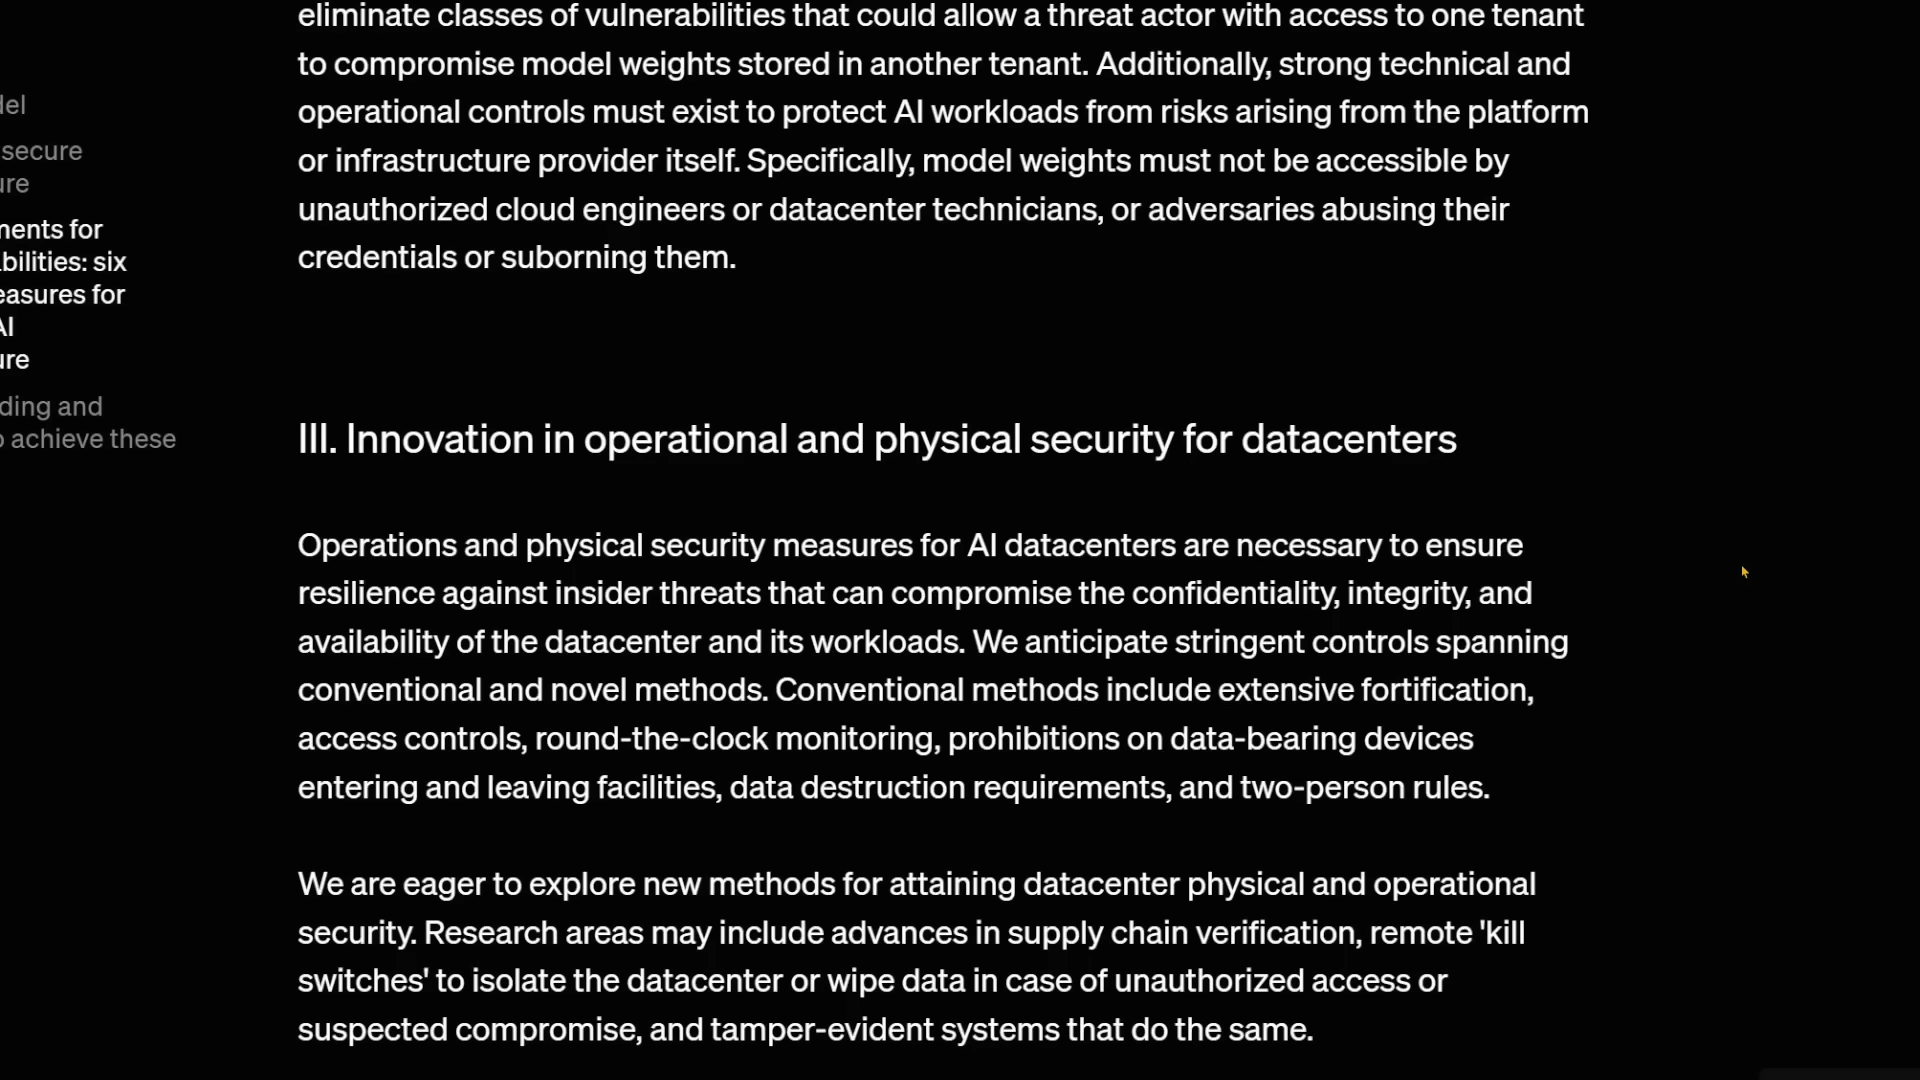 eliminate classes of vulnerabilities that could allow a threat actor with access to one tenant
to compromise model weights stored in another tenant. Additionally, strong technical and
operational controls must exist to protect AI workloads from risks arising from the platform
or infrastructure provider itself. Specifically, model weights must not be accessible by
unauthorized cloud engineers or datacenter technicians, or adversaries abusing their
credentials or suborning them.
secure
for
six
for
AI
and
achieve these
III. Innovation in operational and physical security for datacenters
Operations and physical security measures for AI datacenters are necessary to ensure
resilience against insider threats that can compromise the confidentiality, integrity, and
availability of the datacenter and its workloads. We anticipate stringent controls spanning
conventional and novel methods. Conventional methods include extensive fortification,
access controls, round-the-clock monitoring, prohibitions on data-bearing devices
entering and leaving facilities, data destruction requirements, and two-person rules.
We are eager to explore new methods for attaining datacenter physical and operational
security. Research areas may include advances in supply chain verification, remote 'kill
switches' to isolate the datacenter or wipe data in case of unauthorized access or
suspected compromise, and tamper-evident systems that do the same.